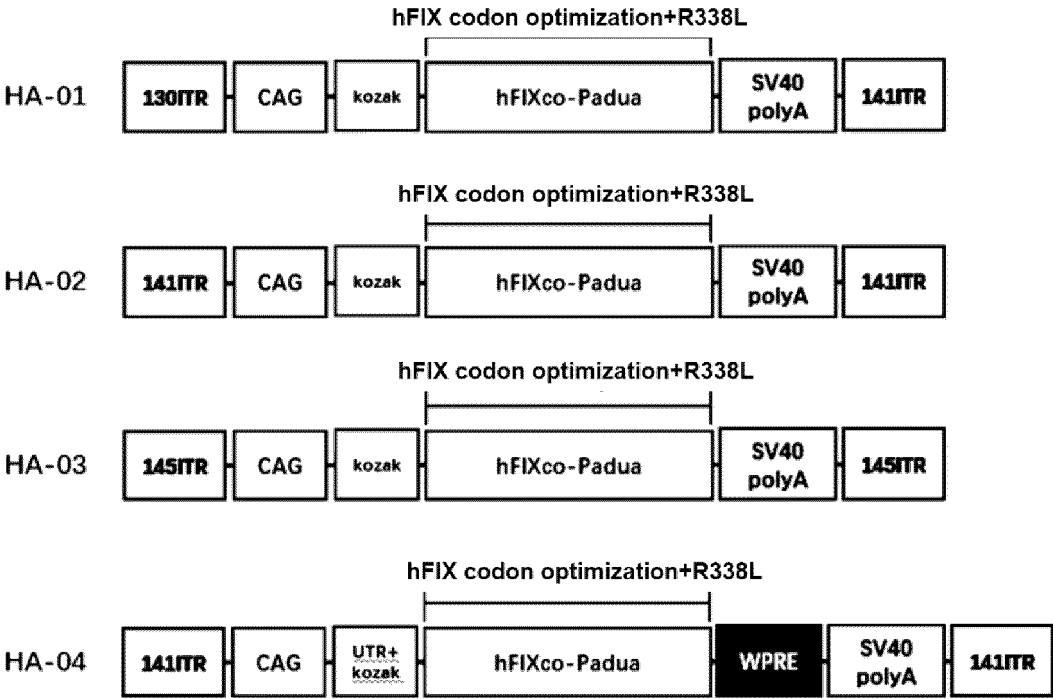 hFIX codon optimization+R338L
HA-01 130ITR CAG kozak hFIXco-Padua SV40 polyA 141ITR
hFIX codon optimization+R338L
HA-02 141ITR CAG kozak hFIXco-Padua SV40 polyA 141ITR
hFIX codon optimization+R338L
HA-03 145ITR CAG kozak hFIXco-Padua SV40 polyA 145ITR
hFIX codon optimization+R338L
HA-04 141ITR CAG UTR+ kozak hFIXco-Padua WPRE SV40 polyA 141ITR